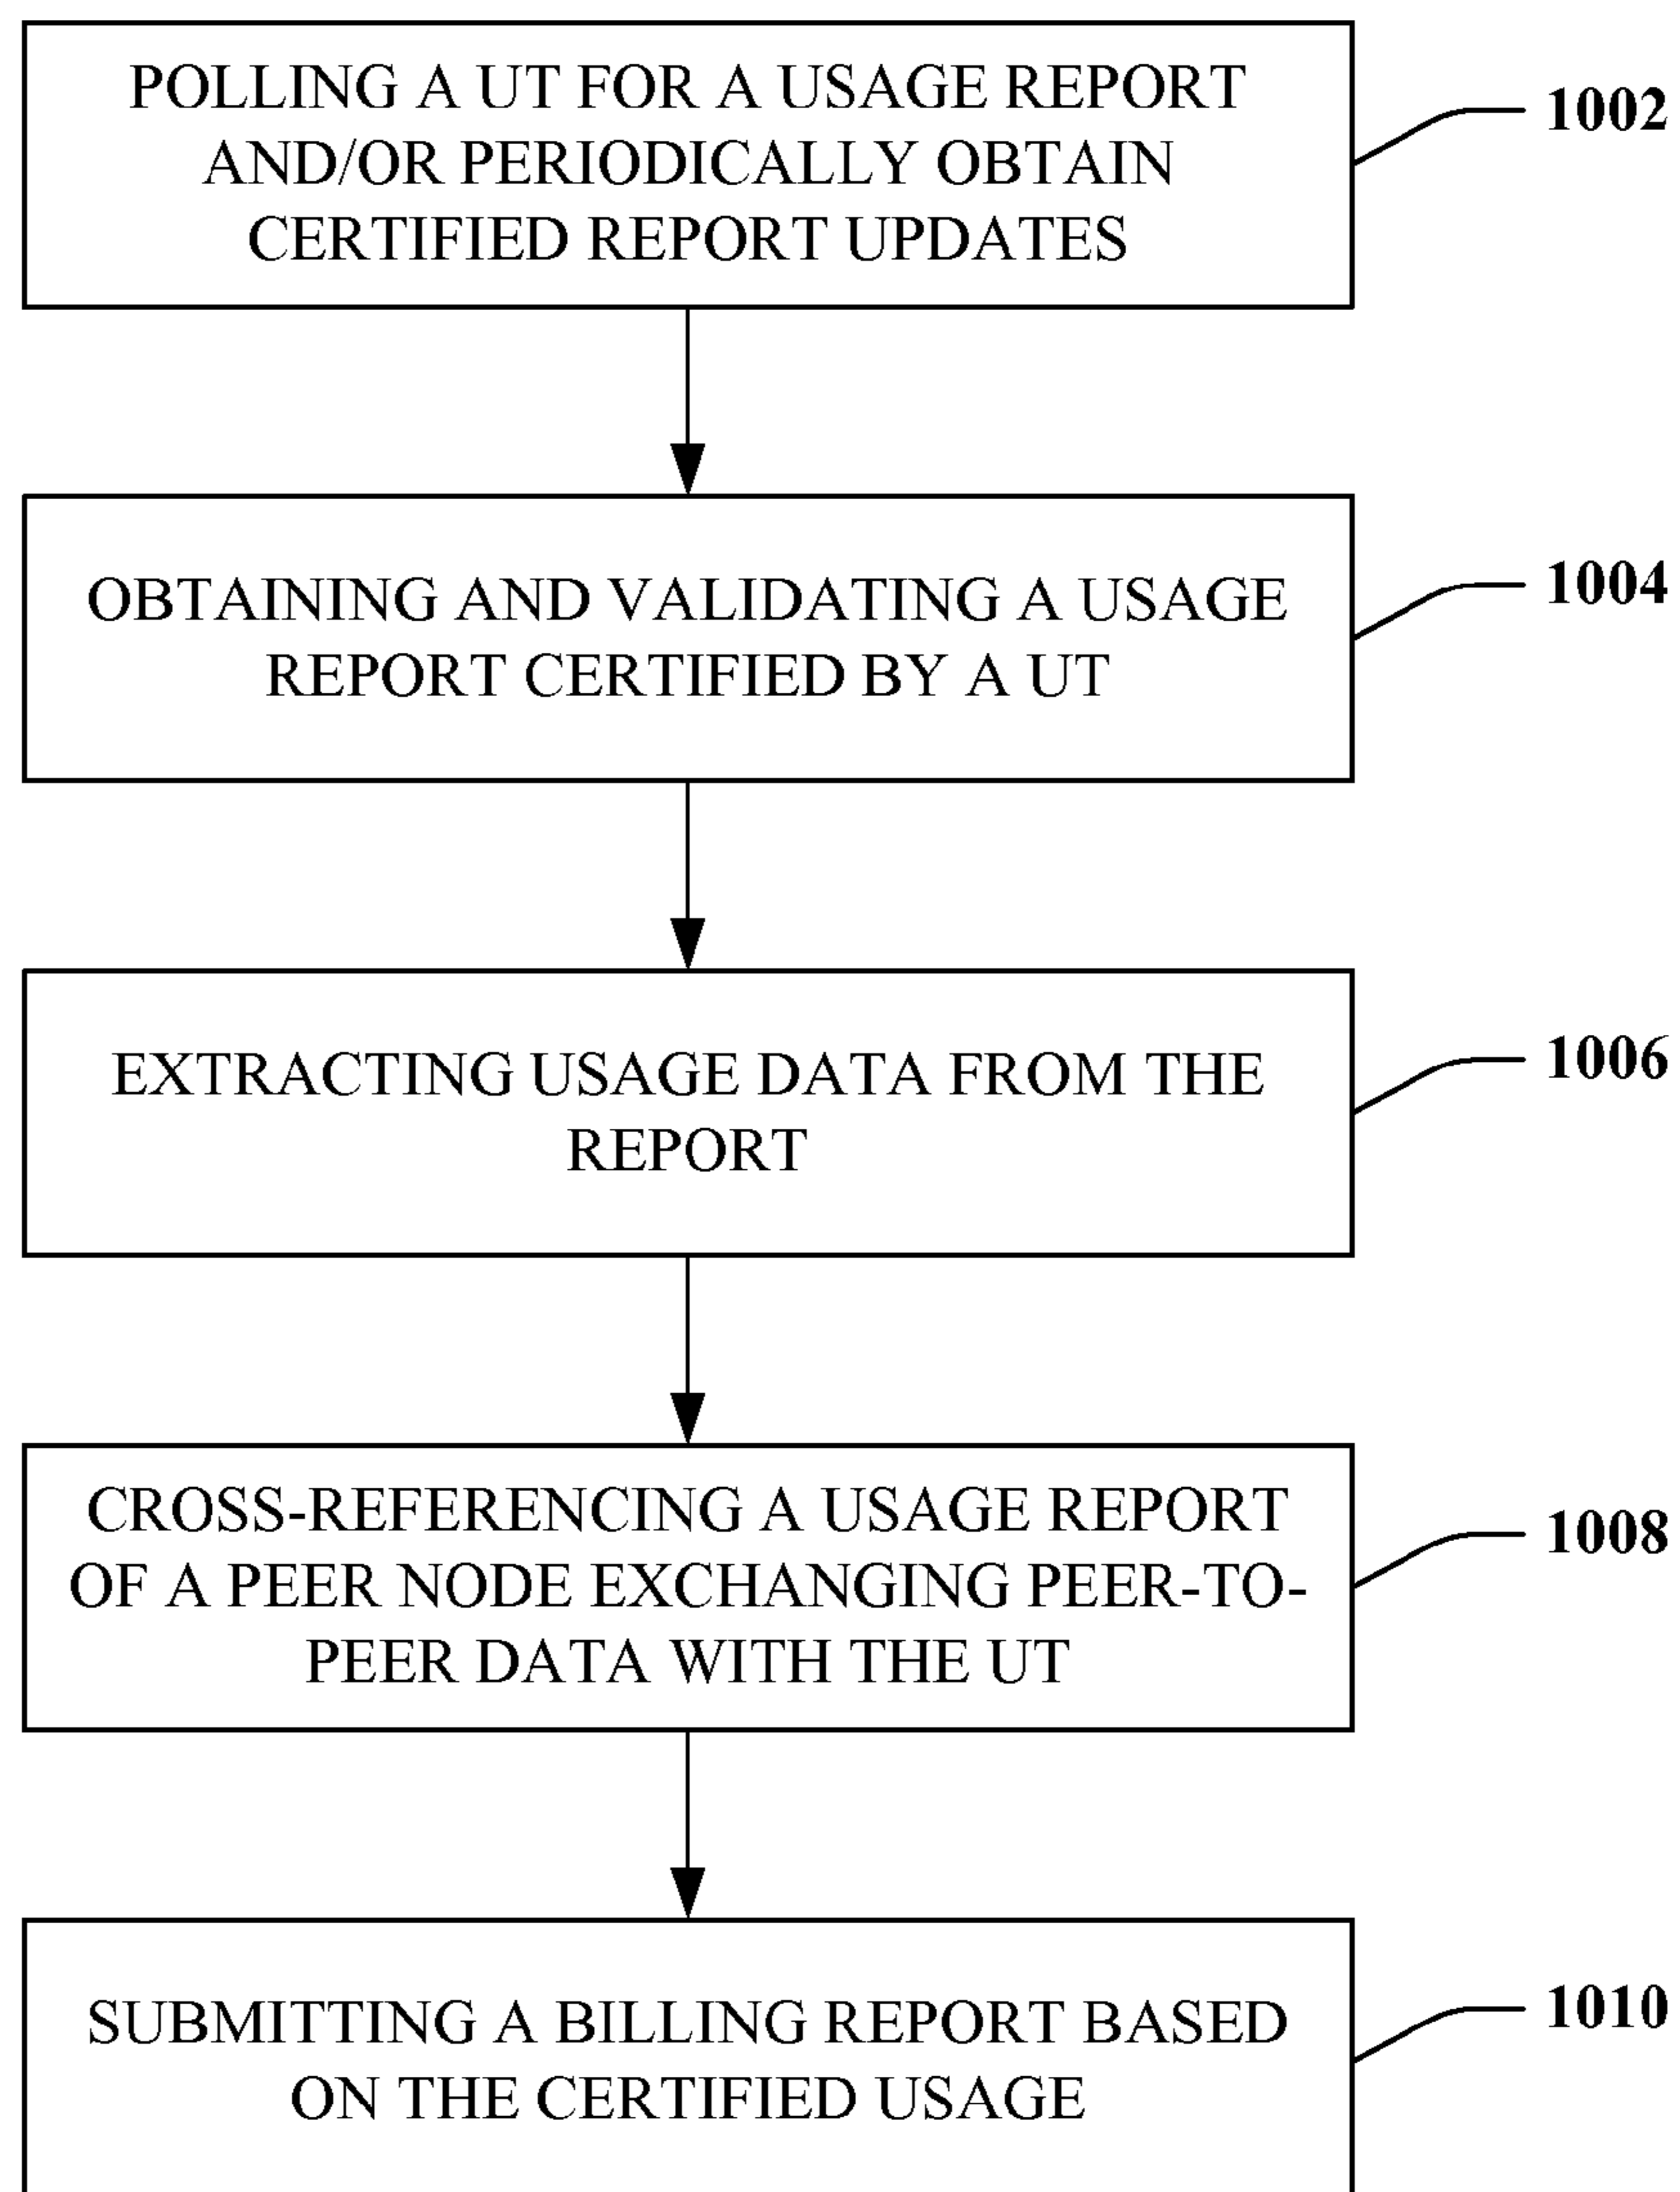 POLLING A UT FOR A USAGE REPORT
AND/OR PERIODICALLY OBTAIN
CERTIFIED REPORT UPDATES
1002
OBTAINING AND VALIDATING A USAGE
REPORT CERTIFIED BY A UT
1004
EXTRACTING USAGE DATA FROM THE
REPORT
1006
CROSS-REFERENCING A USAGE REPORT
OF A PEER NODE EXCHANGING PEER-TO-
PEER DATA WITH THE UT
1008
SUBMITTING A BILLING REPORT BASED
ON THE CERTIFIED USAGE
1010